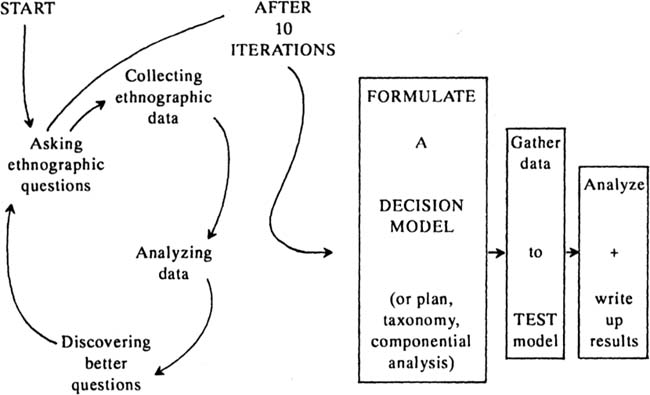 START
AFTER
10
ITERATIONS
Collecting
ethnographic
data
Asking
ethnographic
questions
Analyzing
data
Discovering
better
questions
FORMULATE
A
DECISION
MODEL
(or plan,
taxonomy,
componential
analysis)
Gather
data
to
TEST
model
Analyze
+
write
up
results